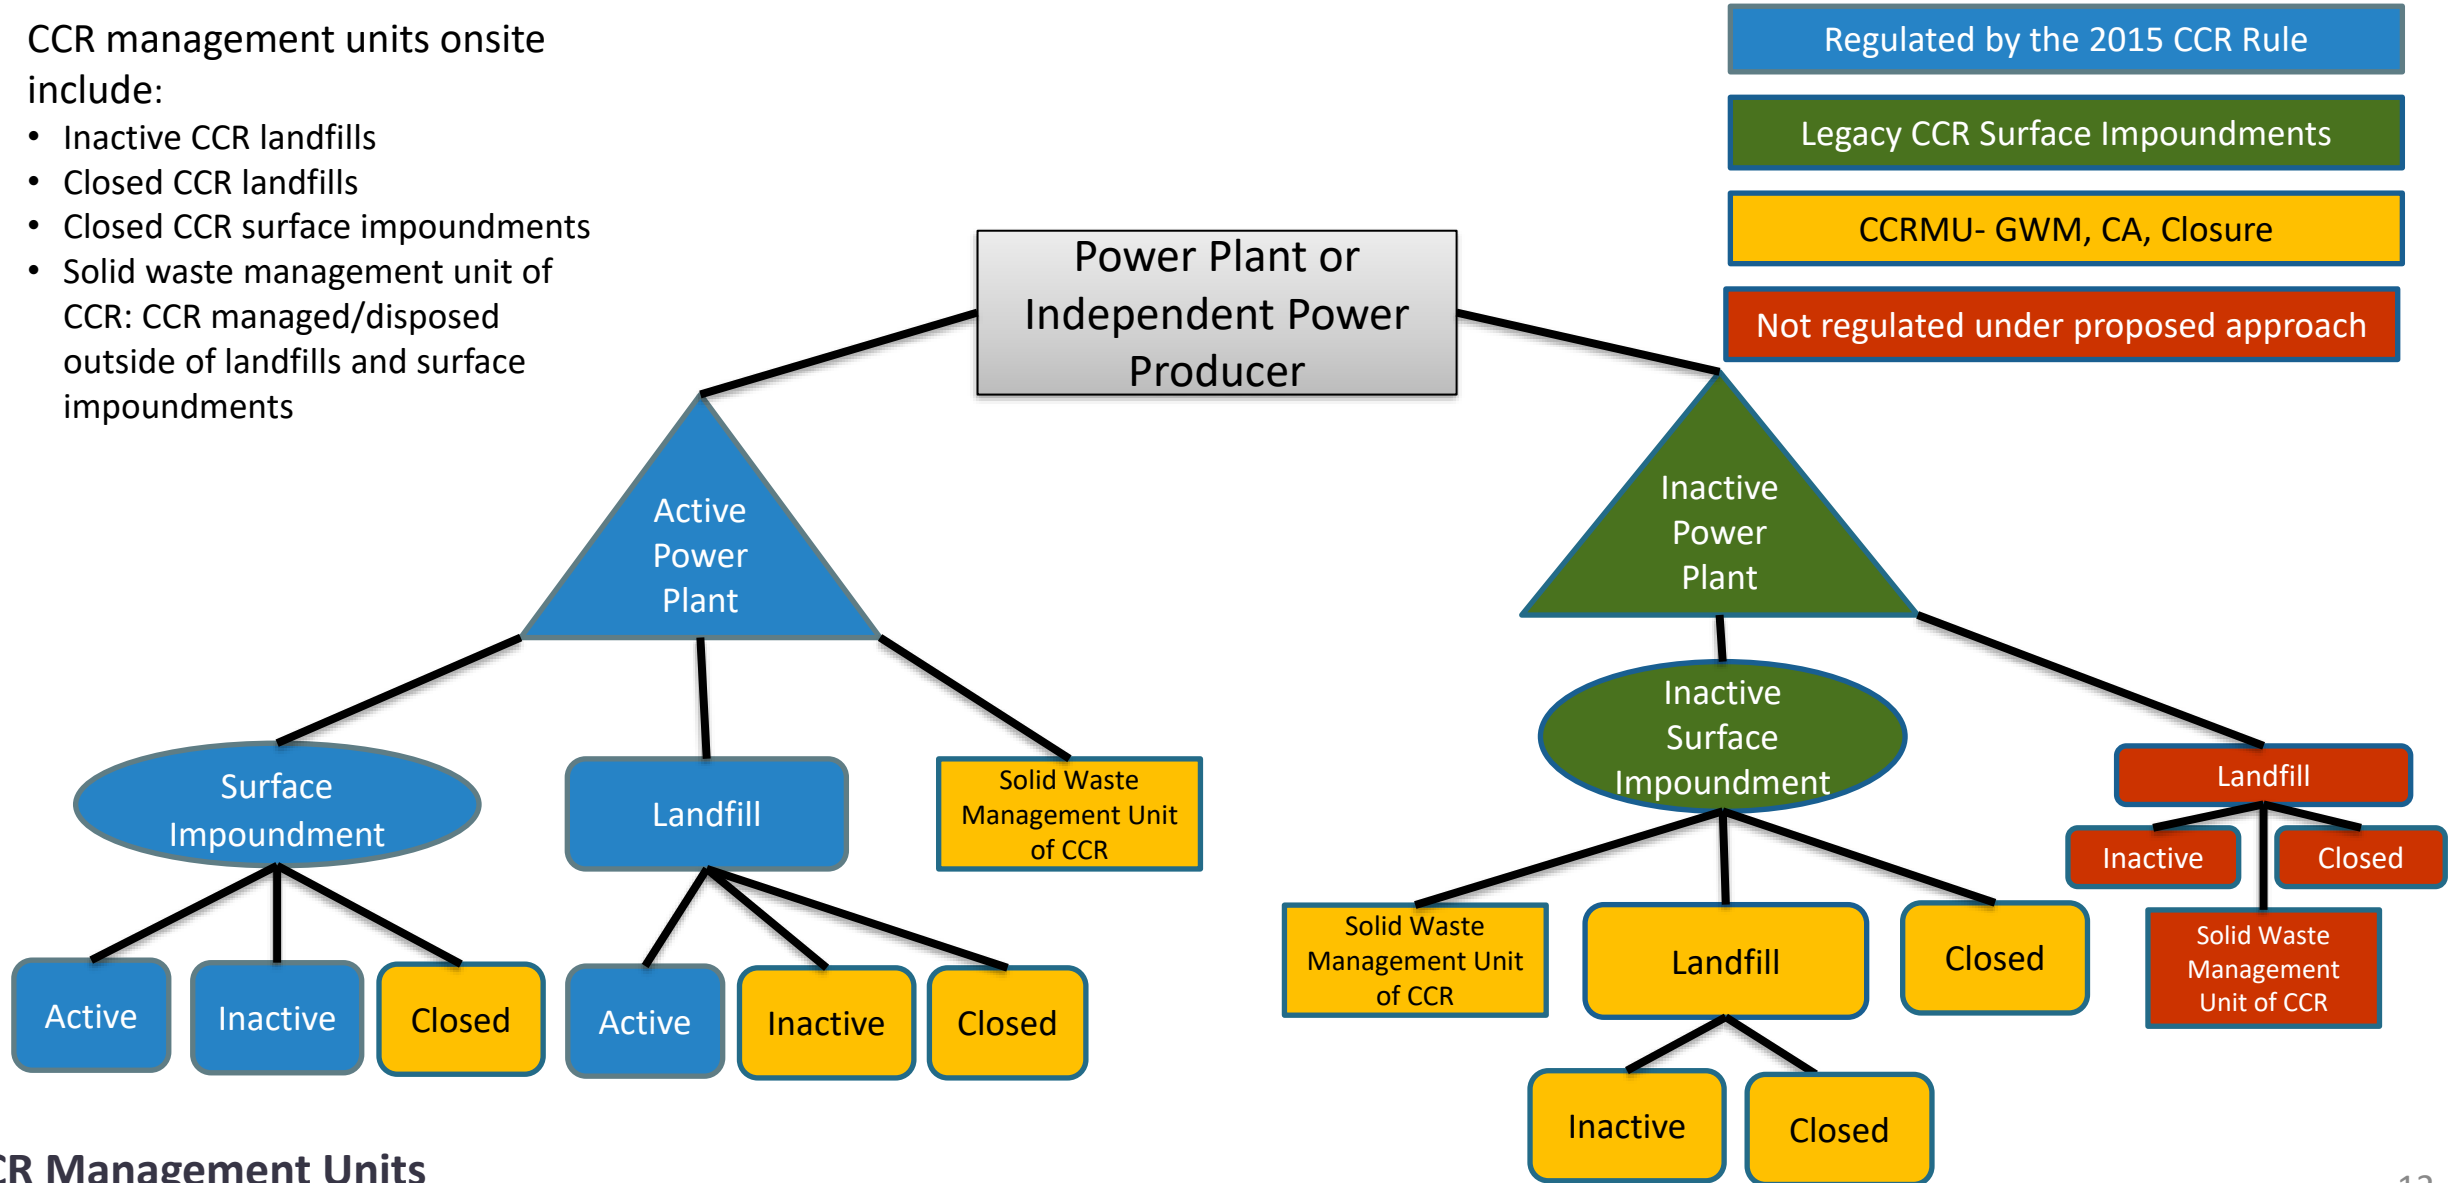 CCR management units onsite
include:
• Inactive CCR landfills
• Closed CCR landfills
• Closed CCR surface impoundments
• Solid waste management unit of
CCR: CCR managed/disposed
outside of landfills and surface
impoundments
Regulated by the 2015 CCR Rule
Legacy CCR Surface Impoundments
CCRMU- GWM, CA, Closure
Not regulated under proposed approach
Power Plant or
Independent Power
Producer
Active
Power
Plant
Inactive
Power
Plant
Surface
Impoundment
Landfill
Solid Waste
Management Unit
of CCR
Active
Inactive
Closed
Active
Inactive
Closed
Inactive
Surface
Impoundment
Solid Waste
Management Unit
of CCR
Landfill
Closed
Inactive
Closed
Landfill
Inactive
Closed
Solid Waste
Management
Unit of CCR
CR Management Units